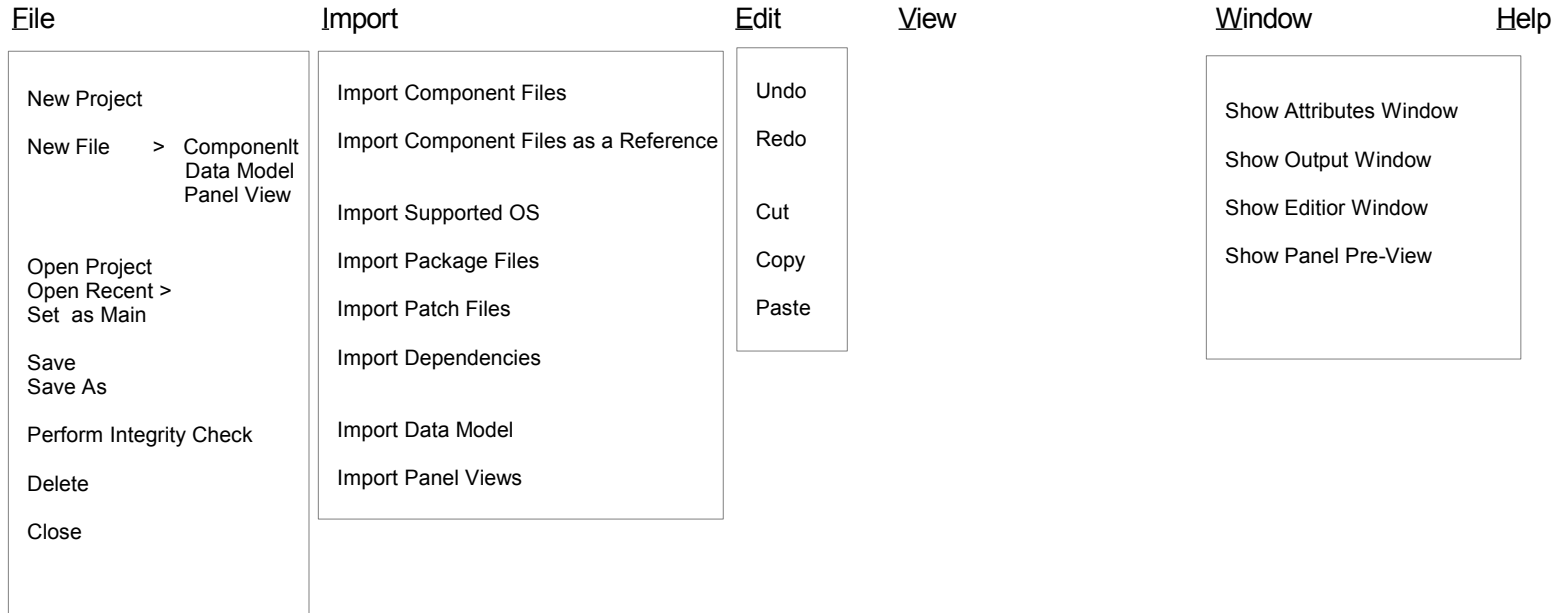 File Import Edit View Window Help
New Project
New File > Componenlt
Data Model
Panel View
Open Project
Open Recent >
Set as Main
Save
Save As
Perform Integrity Check
Delete
Close
Import Component Files
Import Component Files as a Reference
Import Supported OS
Import Package Files
Import Patch Files
Import Dependencies
Import Data Model
Import Panel Views
Undo
Redo
Cut
Copy
Paste
Show Attributes Window
Show Output Window
Show Editior Window
Show Panel Pre-View